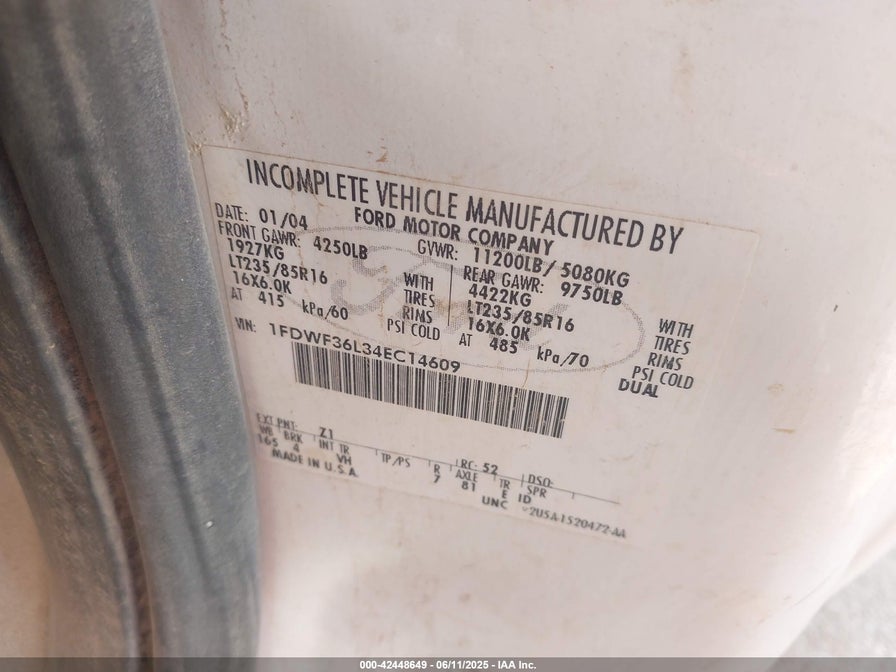 INCOMPLETE VEHICLE MANUFACTURED BY
FORD MOTOR COMPANY
DATE: 01/04
GVWR: 11200LB/ 5080KG
FRONT GAWR: 4250LB
REAR GAWR: 9750LB
1927KG
4422KG
LT235/85R16 WITH TIRES
LT235/85R16 WITH TIRES
16X6.0K RIMS
16X6.0K RIMS
AT 415 kPa/60 PSI COLD
AT 485 kPa/70 PSI COLD
DUAL
VIN: 1FDWF36L34EC14609
EXT PNT: Z1
RC: 52
DSO:
WB BRK INT TR TP/PS R AXLE TR SPR
165 4 VH 7 81 E ID
MADE IN U.S.A.
UNC
2U5A-1520472-AA
000-42448649 - 06/11/2025 - IAA Inc.